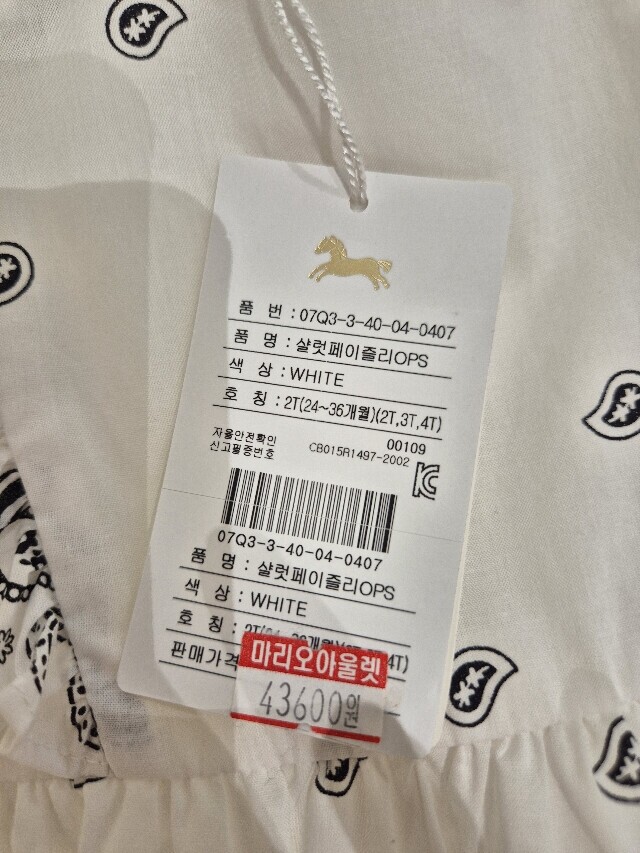 품 번 : 07Q3-3-40-04-0407
품 명 : 샬럿페이즐리OPS
색 상 : WHITE
호 칭 : 2T(24~36개월)(2T,3T,4T)
00109
자율안전확인
신고필증번호 CB015R1497-2002
07Q3-3-40-04-0407
품 명 : 샬럿페이즐리OPS
색 상 : WHITE
호 칭 : 4T)
판매가격
마리오아울렛
43600원